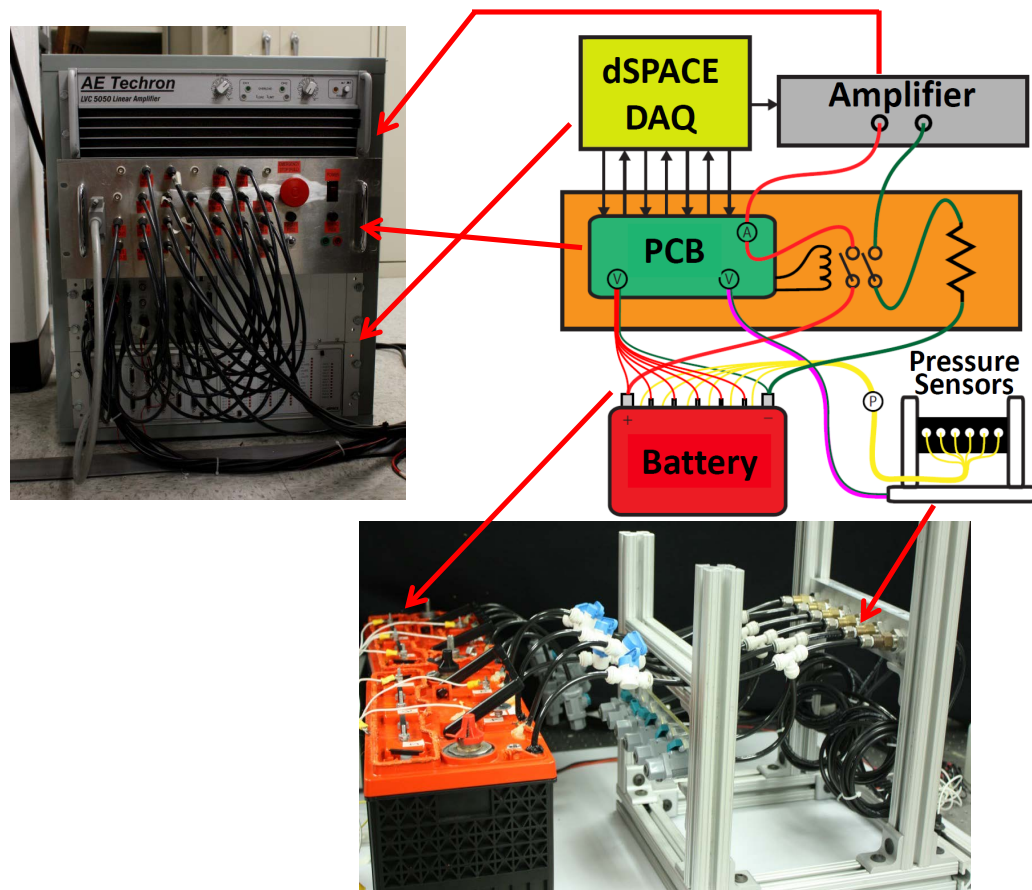 AE Techron
LVC 5050 Linear Amplifier
dSPACE
DAQ
Amplifier
PCB
A
V
V
Pressure
Sensors
P
+
−
Battery